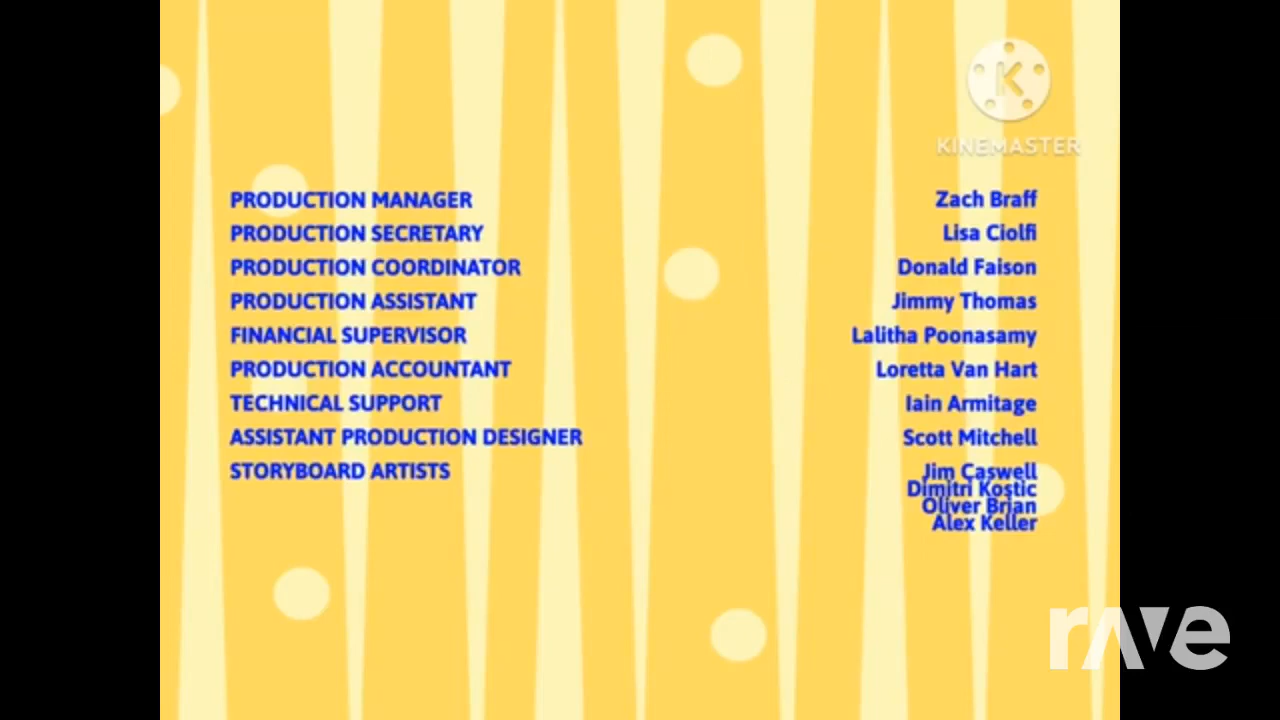 KINEMASTER
PRODUCTION MANAGER Zach Braff
PRODUCTION SECRETARY Lisa Ciolfi
PRODUCTION COORDINATOR Donald Faison
PRODUCTION ASSISTANT Jimmy Thomas
FINANCIAL SUPERVISOR Lalitha Poonasamy
PRODUCTION ACCOUNTANT Loretta Van Hart
TECHNICAL SUPPORT Iain Armitage
ASSISTANT PRODUCTION DESIGNER Scott Mitchell
STORYBOARD ARTISTS Jim Caswell
Dimitri Kostic
Oliver Brian
Alex Keller
rave